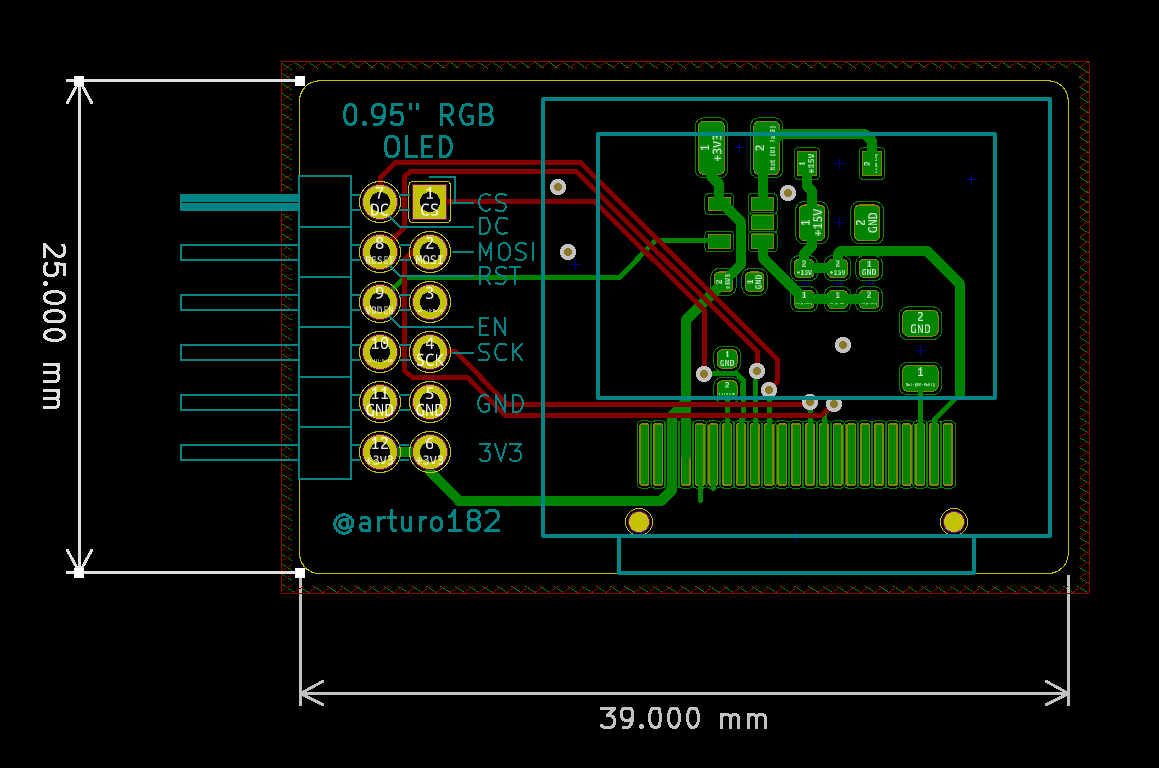 0.95" RGB
OLED
7
DC
1
CS
8
RESET
2
MOSI
9
VDDEN
3
10
4
SCK
11
GND
5
GND
12
+3V3
6
+3V3
CS
DC
MOSI
RST
EN
SCK
GND
3V3
@arturo182
25.000 mm
39.000 mm
1
+3V3
2
1
+15V
2
1
+15V
2
GND
2
+15V
2
+15V
1
GND
2
+3V3
1
GND
1
1
2
2
GND
1
1
GND
2